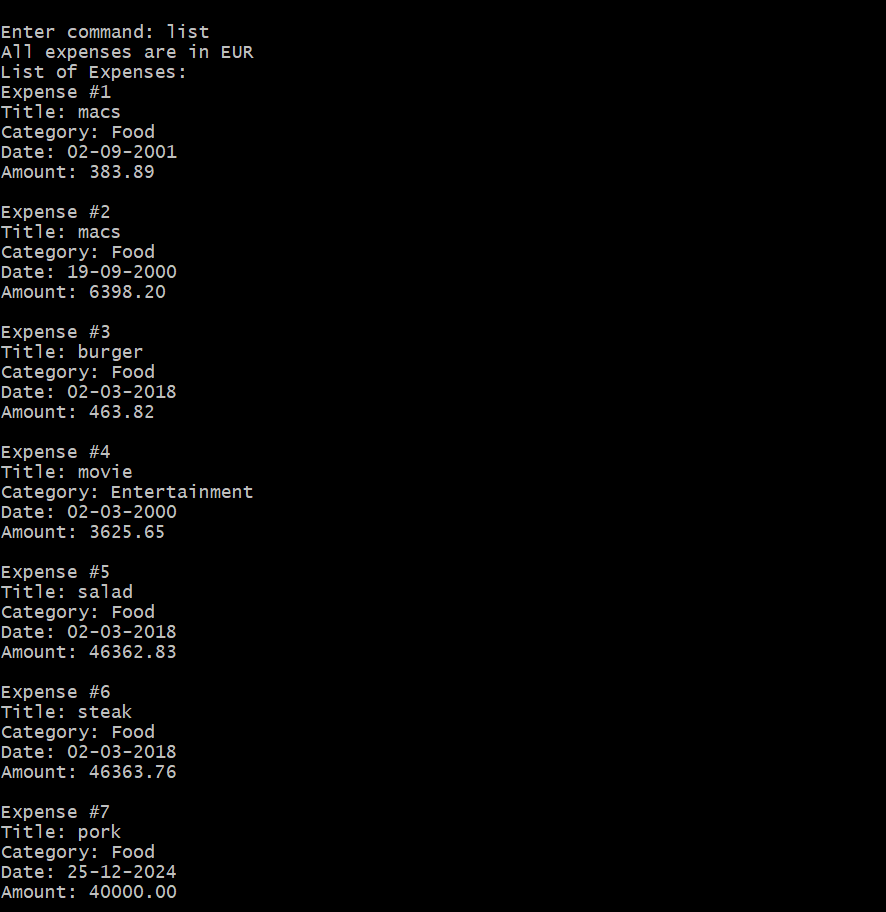 Enter command: list
All expenses are in EUR
List of Expenses:
Expense #1
Title: macs
Category: Food
Date: 02-09-2001
Amount: 383.89
Expense #2
Title: macs
Category: Food
Date: 19-09-2000
Amount: 6398.20
Expense #3
Title: burger
Category: Food
Date: 02-03-2018
Amount: 463.82
Expense #4
Title: movie
Category: Entertainment
Date: 02-03-2000
Amount: 3625.65
Expense #5
Title: salad
Category: Food
Date: 02-03-2018
Amount: 46362.83
Expense #6
Title: steak
Category: Food
Date: 02-03-2018
Amount: 46363.76
Expense #7
Title: pork
Category: Food
Date: 25-12-2024
Amount: 40000.00